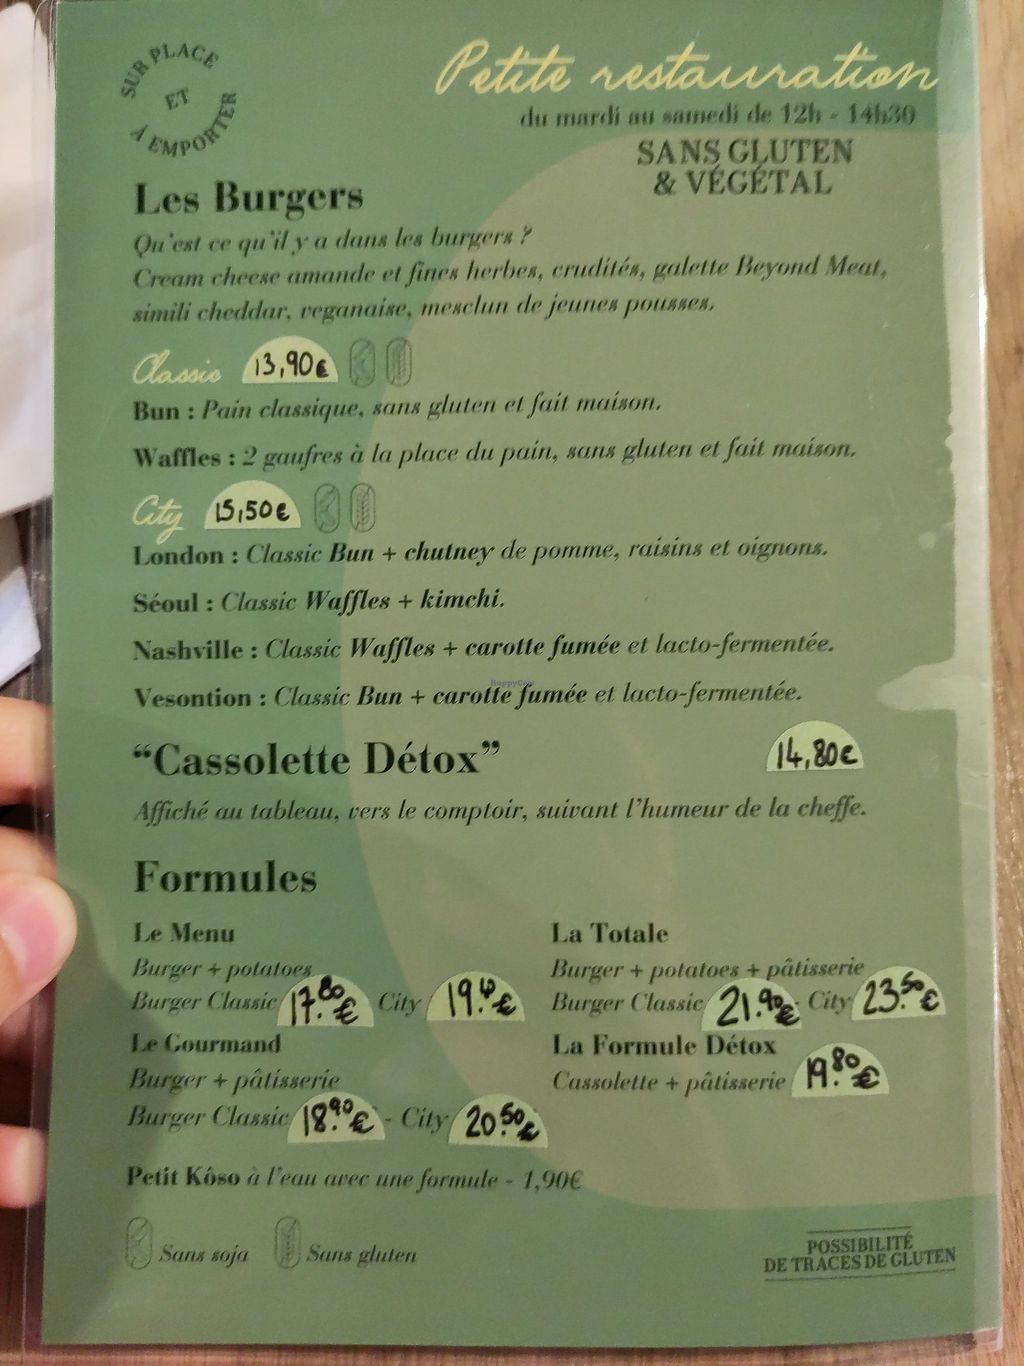 SUR PLACE
ET
À EMPORTER
Petite restauration
du mardi au samedi de 12h - 14h30
SANS GLUTEN
& VÉGÉTAL
Les Burgers
Qu'est ce qu'il y a dans les burgers ?
Cream cheese amande et fines herbes, crudités, galette Beyond Meat,
simili cheddar, veganaise, mesclun de jeunes pousses.
Classic 13,90€
Bun : Pain classique, sans gluten et fait maison.
Waffles : 2 gaufres à la place du pain, sans gluten et fait maison.
City 15,50€
London : Classic Bun + chutney de pomme, raisins et oignons.
Séoul : Classic Waffles + kimchi.
Nashville : Classic Waffles + carotte fumée et lacto-fermentée.
HappyCow
Vesontion : Classic Bun + carotte fumée et lacto-fermentée.
"Cassolette Détox" 14,80€
Affiché au tableau, vers le comptoir, suivant l'humeur de la cheffe.
Formules
Le Menu
Burger + potatoes
Burger Classic 17.80€ City 19.40€
Le Gourmand
Burger + pâtisserie
Burger Classic 18.90€ - City 20.50€
La Totale
Burger + potatoes + pâtisserie
Burger Classic 21.90€ - City 23.50€
La Formule Détox
Cassolette + pâtisserie 19.80€
Petit Kôso à l'eau avec une formule - 1,90€
Sans soja Sans gluten
POSSIBILITÉ
DE TRACES DE GLUTEN